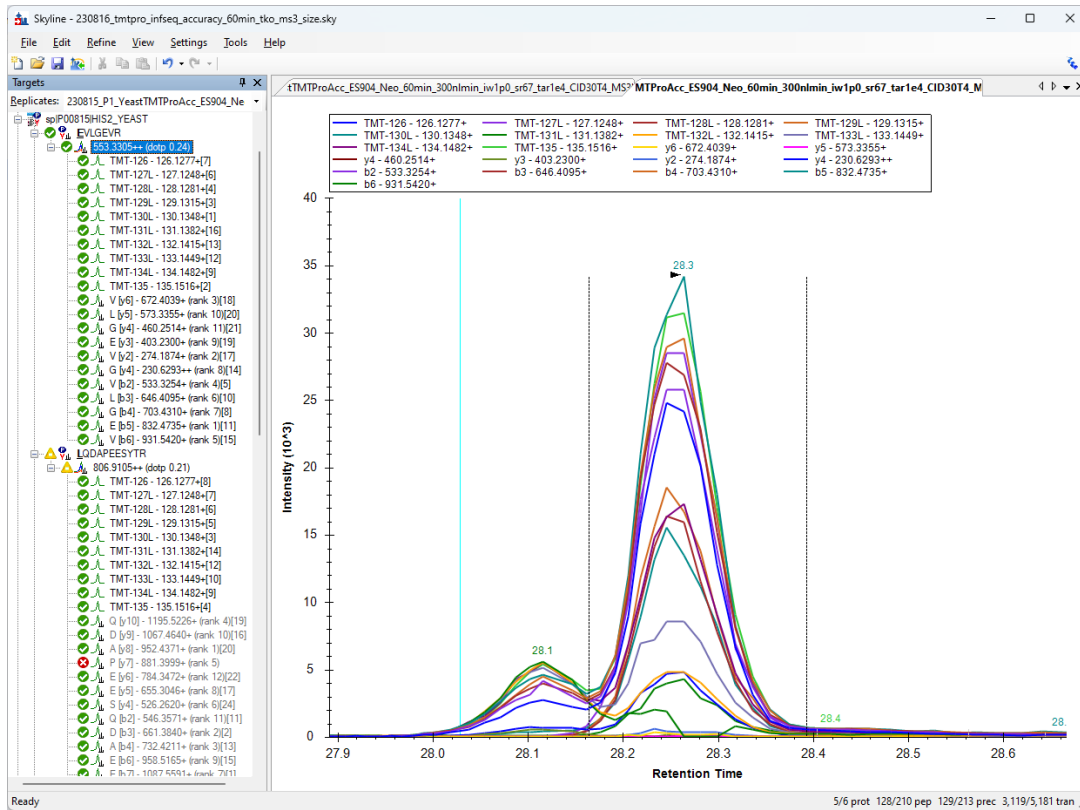 Skyline - 230816_tmtpro_infseq_accuracy_60min_tko_ms3_size.sky
File Edit Refine View Settings Tools Help
Targets
Replicates: 230815_P1_YeastTMTProAcc_ES904_Ne
sp|P00815|HIS2_YEAST
EVLGEVR
553.3305++ (dotp 0.24)
TMT-126 - 126.1277+[7]
TMT-127L - 127.1248+[6]
TMT-128L - 128.1281+[4]
TMT-129L - 129.1315+[3]
TMT-130L - 130.1348+[1]
TMT-131L - 131.1382+[16]
TMT-132L - 132.1415+[13]
TMT-133L - 133.1449+[12]
TMT-134L - 134.1482+[9]
TMT-135 - 135.1516+[2]
V [y6] - 672.4039+ (rank 3)[18]
L [y5] - 573.3355+ (rank 10)[20]
G [y4] - 460.2514+ (rank 11)[21]
E [y3] - 403.2300+ (rank 9)[19]
V [y2] - 274.1874+ (rank 2)[17]
G [y4] - 230.6293++ (rank 8)[14]
V [b2] - 533.3254+ (rank 4)[5]
L [b3] - 646.4095+ (rank 6)[10]
G [b4] - 703.4310+ (rank 7)[8]
E [b5] - 832.4735+ (rank 1)[11]
V [b6] - 931.5420+ (rank 5)[15]
LQDAPEESYTR
806.9105++ (dotp 0.21)
TMT-126 - 126.1277+[8]
TMT-127L - 127.1248+[7]
TMT-128L - 128.1281+[6]
TMT-129L - 129.1315+[5]
TMT-130L - 130.1348+[3]
TMT-131L - 131.1382+[14]
TMT-132L - 132.1415+[12]
TMT-133L - 133.1449+[10]
TMT-134L - 134.1482+[9]
TMT-135 - 135.1516+[4]
Q [y10] - 1195.5226+ (rank 4)[19]
D [y9] - 1067.4640+ (rank 10)[16]
A [y8] - 952.4371+ (rank 1)[20]
P [y7] - 881.3999+ (rank 5)
E [y6] - 784.3472+ (rank 12)[22]
E [y5] - 655.3046+ (rank 8)[17]
S [y4] - 526.2620+ (rank 6)[24]
Q [b2] - 546.3571+ (rank 11)[11]
D [b3] - 661.3840+ (rank 2)[2]
A [b4] - 732.4211+ (rank 3)[13]
E [b6] - 958.5165+ (rank 9)[15]
E [b7] - 1087.5591+ (rank 7)[1]
tTMTProAcc_ES904_Neo_60min_300nlmin_iw1p0_sr67_tar1e4_CID30T4_MS3
MTProAcc_ES904_Neo_60min_300nlmin_iw1p0_sr67_tar1e4_CID30T4_M
TMT-126 - 126.1277+ TMT-127L - 127.1248+ TMT-128L - 128.1281+ TMT-129L - 129.1315+
TMT-130L - 130.1348+ TMT-131L - 131.1382+ TMT-132L - 132.1415+ TMT-133L - 133.1449+
TMT-134L - 134.1482+ TMT-135 - 135.1516+ y6 - 672.4039+ y5 - 573.3355+
y4 - 460.2514+ y3 - 403.2300+ y2 - 274.1874+ y4 - 230.6293++
b2 - 533.3254+ b3 - 646.4095+ b4 - 703.4310+ b5 - 832.4735+
b6 - 931.5420+
Intensity (10^3)
40
35
30
25
20
15
10
5
0
28.3
28.1
28.4
28.
27.9 28.0 28.1 28.2 28.3 28.4 28.5 28.6
Retention Time
Ready
5/6 prot 128/210 pep 129/213 prec 3,119/5,181 tran